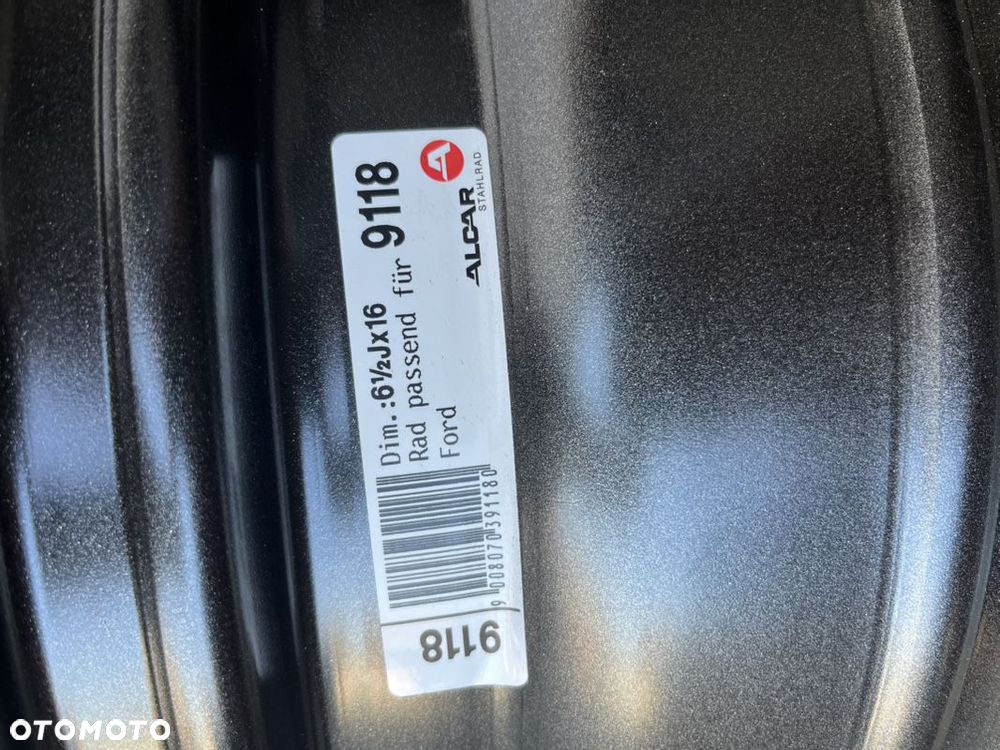 Dim.:6½Jx16
Rad passend für 9118
Ford
ALCAR
STAHLRAD
9 008070 391180
9118
OTOMOTO